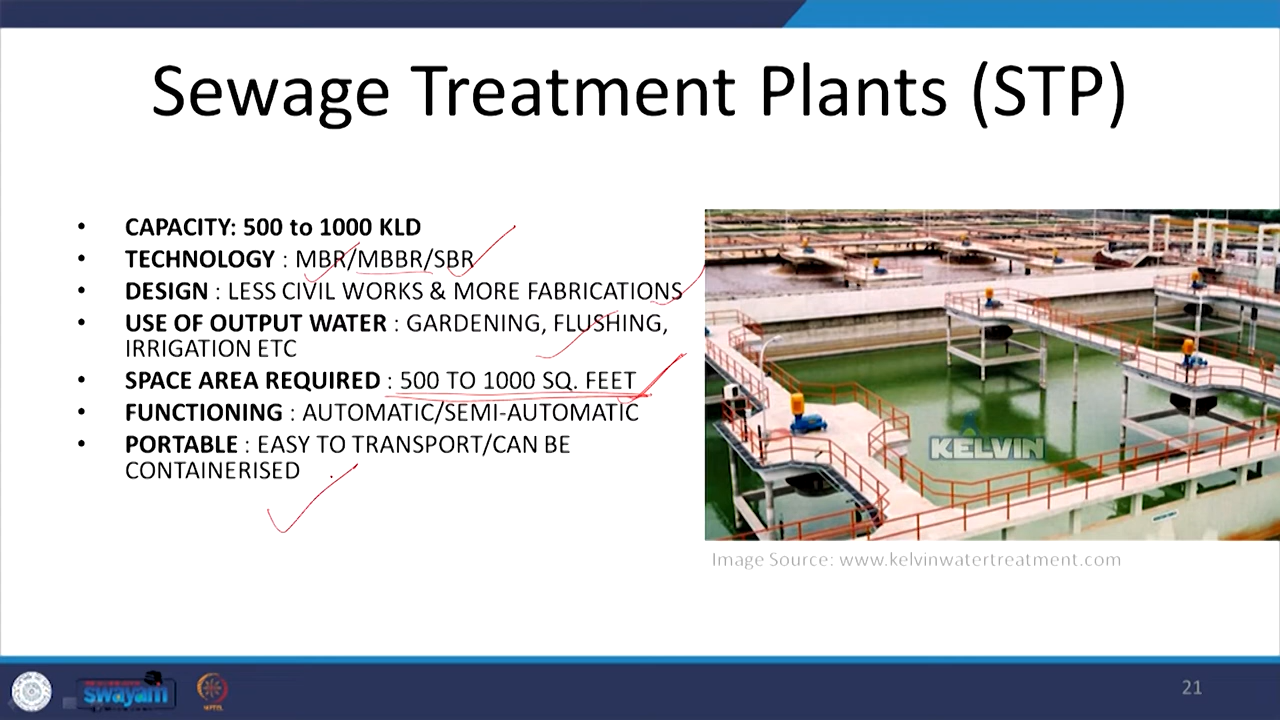 Sewage Treatment Plants (STP)
• CAPACITY: 500 to 1000 KLD
• TECHNOLOGY : MBR/MBBR/SBR
• DESIGN : LESS CIVIL WORKS & MORE FABRICATIONS
• USE OF OUTPUT WATER : GARDENING, FLUSHING,
IRRIGATION ETC
• SPACE AREA REQUIRED : 500 TO 1000 SQ. FEET
• FUNCTIONING : AUTOMATIC/SEMI-AUTOMATIC
• PORTABLE : EASY TO TRANSPORT/CAN BE
CONTAINERISED
KELVIN
Image Source: www.kelvinwatertreatment.com
swayam
21